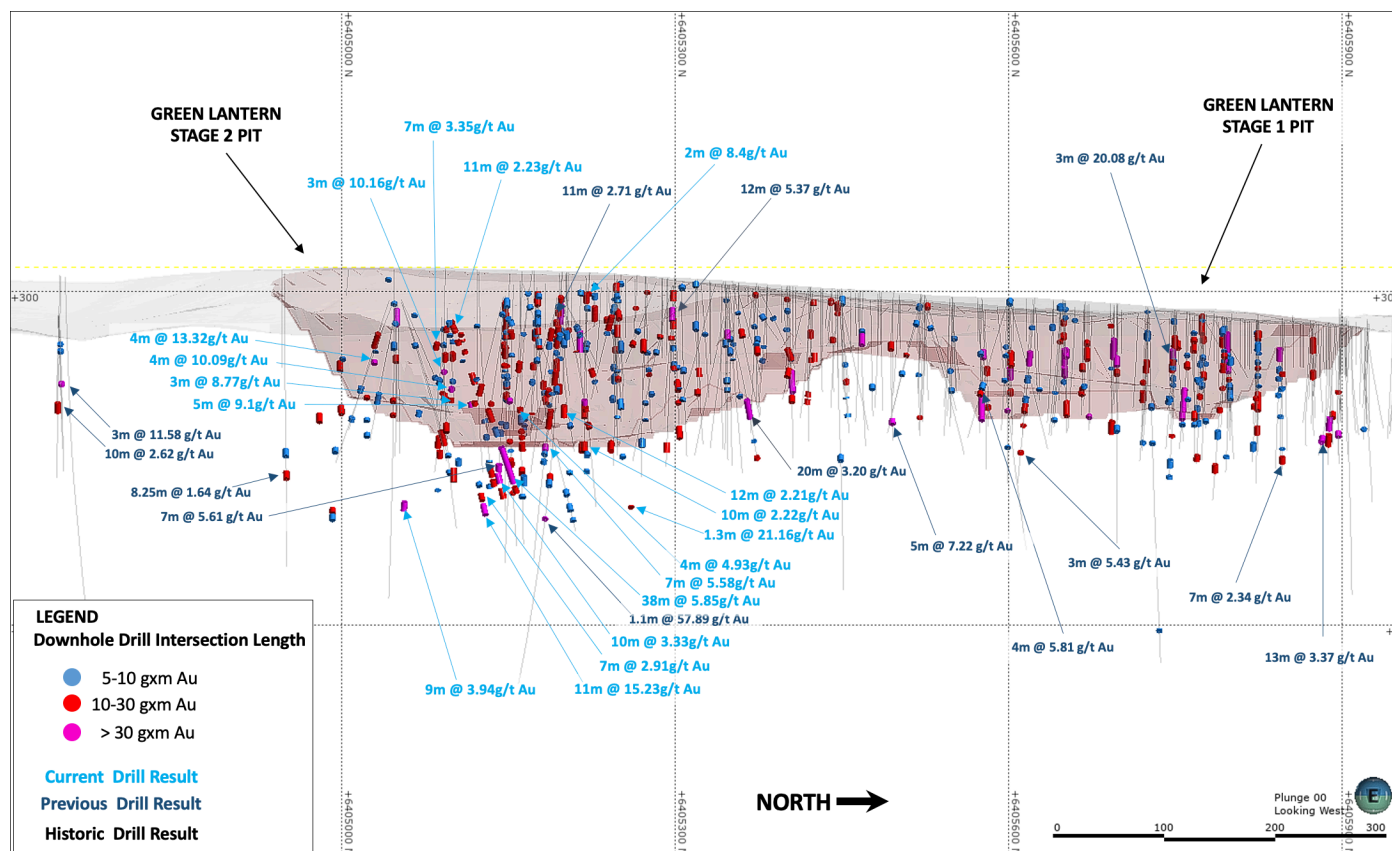 +6405000 N
+6405300 N
+6405600 N
+6405900 N
GREEN LANTERN
STAGE 2 PIT
GREEN LANTERN
STAGE 1 PIT
7m @ 3.35g/t Au
11m @ 2.23g/t Au
3m @ 10.16g/t Au
11m @ 2.71 g/t Au
2m @ 8.4g/t Au
12m @ 5.37 g/t Au
3m @ 20.08 g/t Au
+300
+30
4m @ 13.32g/t Au
4m @ 10.09g/t Au
3m @ 8.77g/t Au
5m @ 9.1g/t Au
3m @ 11.58 g/t Au
10m @ 2.62 g/t Au
8.25m @ 1.64 g/t Au
7m @ 5.61 g/t Au
20m @ 3.20 g/t Au
12m @ 2.21g/t Au
10m @ 2.22g/t Au
1.3m @ 21.16g/t Au
5m @ 7.22 g/t Au
3m @ 5.43 g/t Au
4m @ 4.93g/t Au
7m @ 5.58g/t Au
38m @ 5.85g/t Au
1.1m @ 57.89 g/t Au
7m @ 2.34 g/t Au
10m @ 3.33g/t Au
4m @ 5.81 g/t Au
7m @ 2.91g/t Au
13m @ 3.37 g/t Au
9m @ 3.94g/t Au
11m @ 15.23g/t Au
+
LEGEND
Downhole Drill Intersection Length
5-10 gxm Au
10-30 gxm Au
> 30 gxm Au
Current Drill Result
Previous Drill Result
Historic Drill Result
+6405000 N
+6405300 N
+6405600 N
+6405900 N
NORTH
Plunge 00
Looking West
E
0 100 200 300